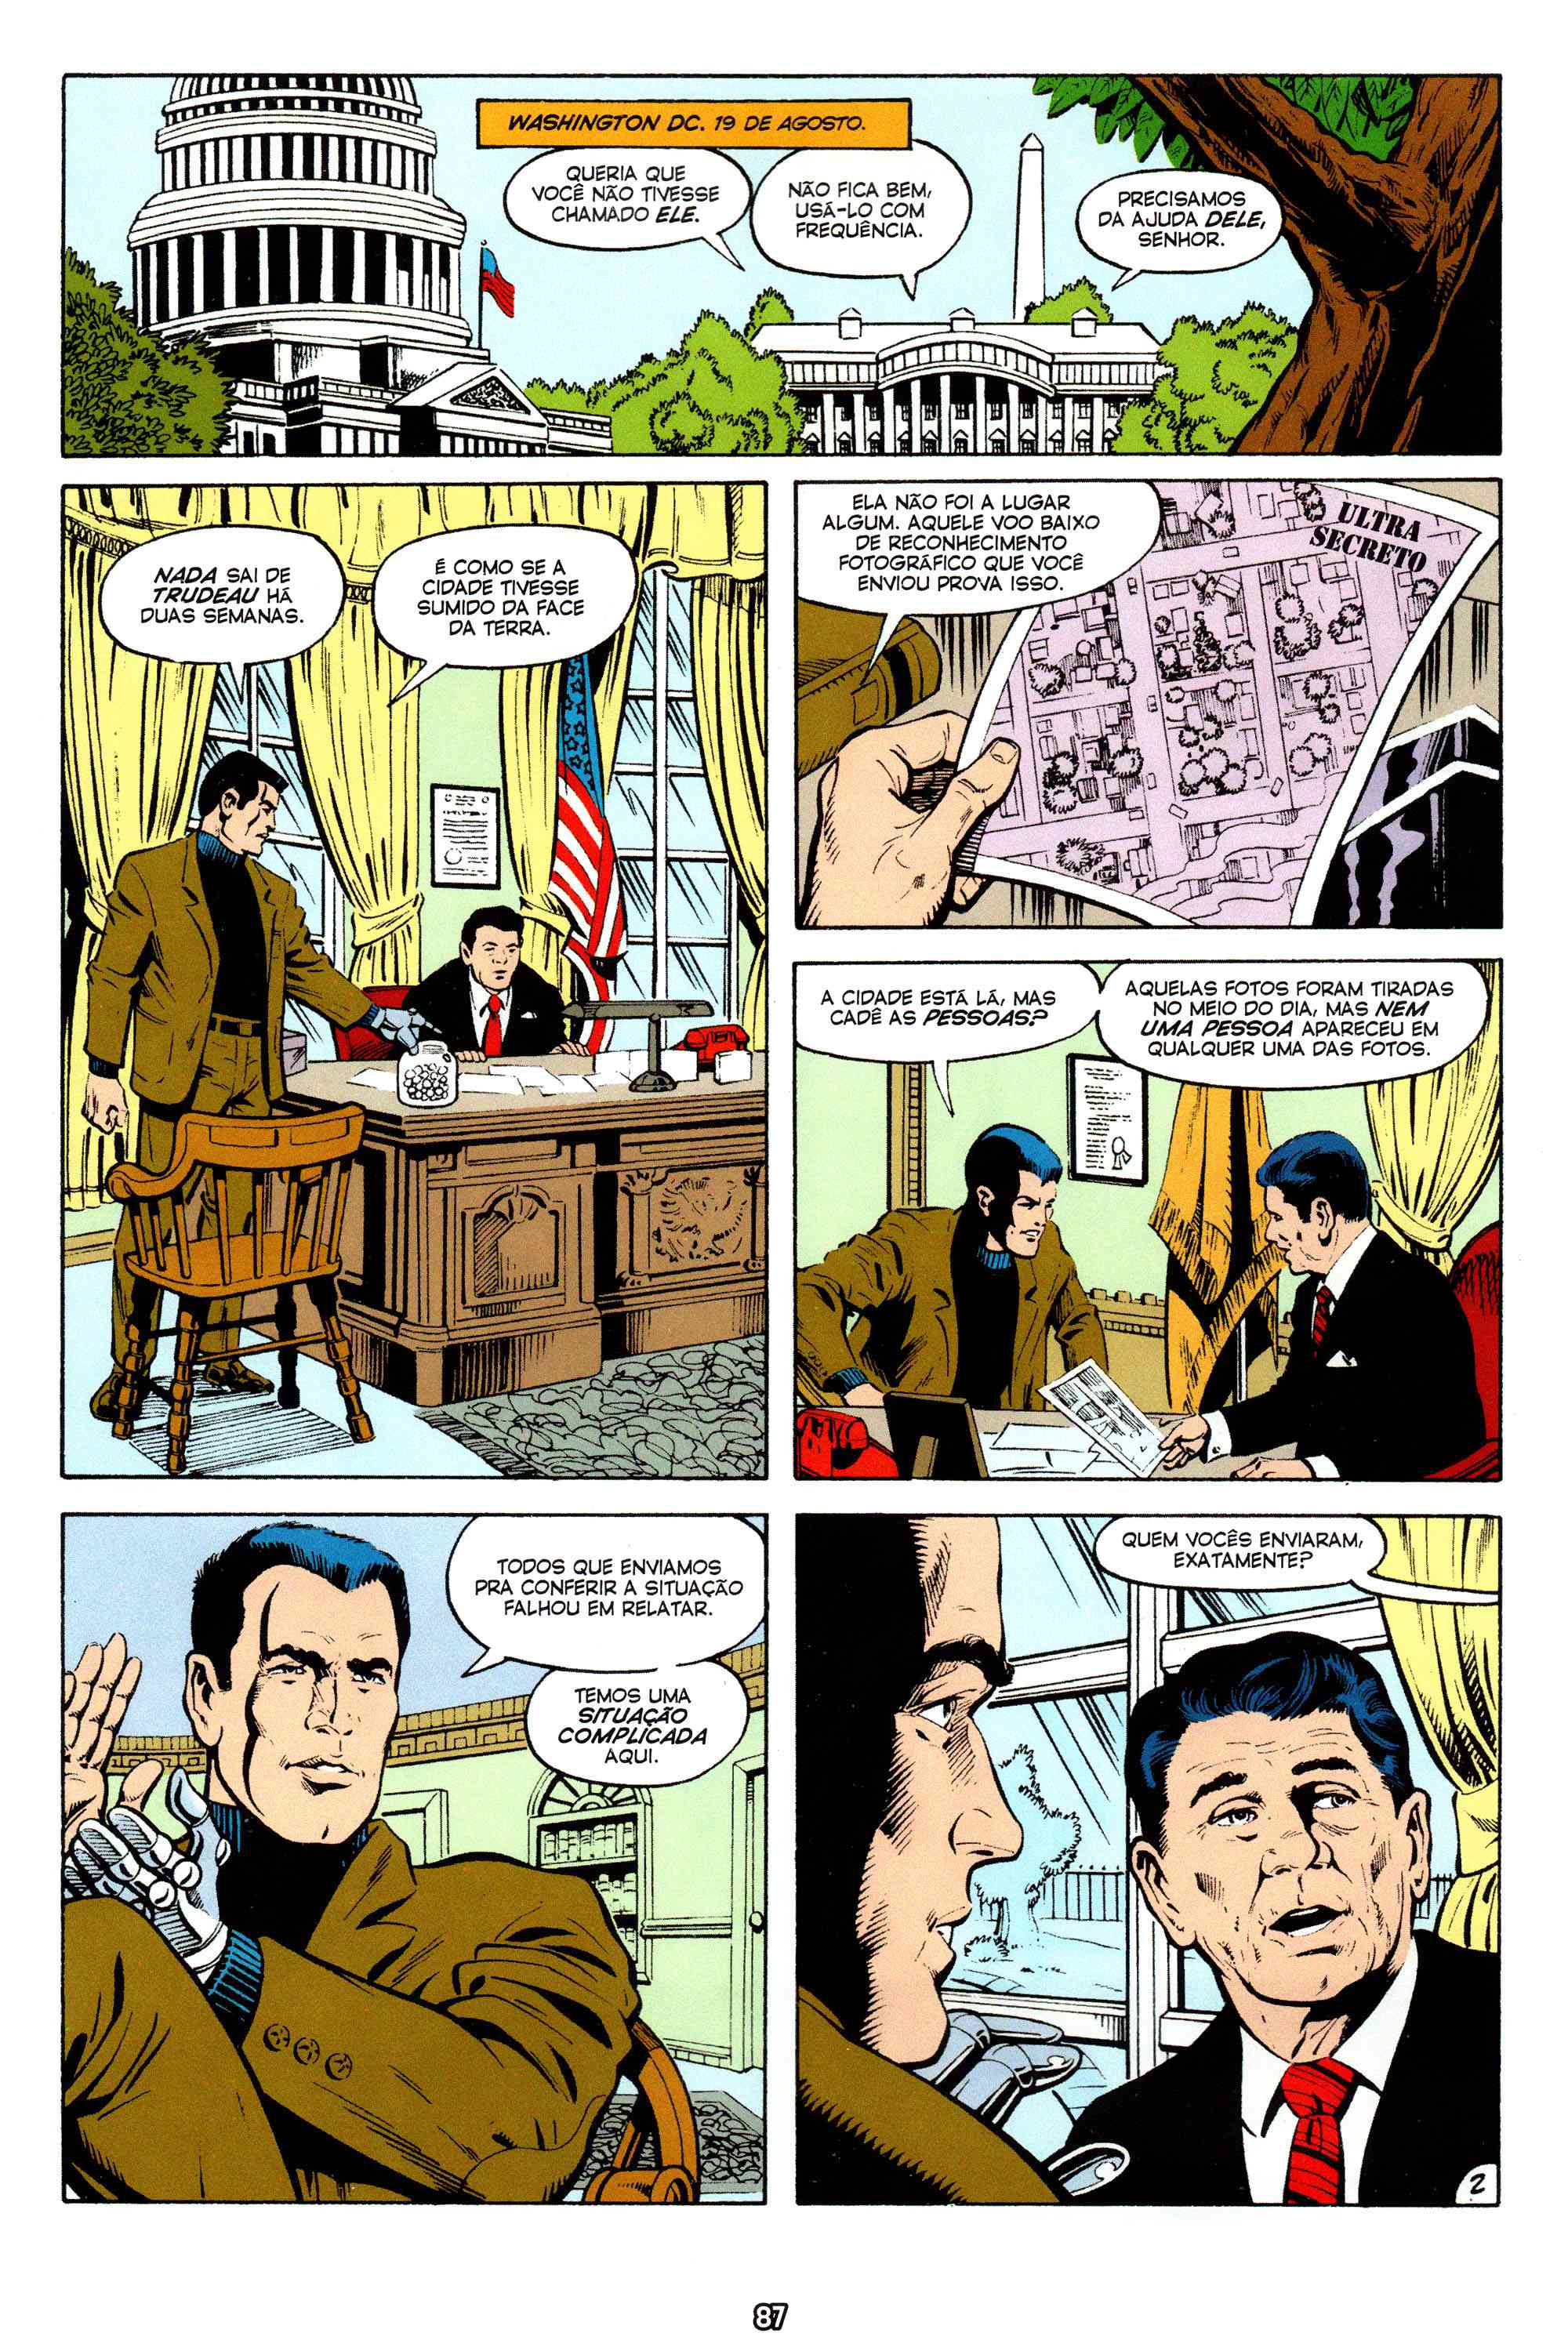 WASHINGTON DC. 19 DE AGOSTO.
QUERIA QUE
VOCÊ NÃO TIVESSE
CHAMADO ELE.
NÃO FICA BEM,
USÁ-LO COM
FREQUÊNCIA.
PRECISAMOS
DA AJUDA DELE,
SENHOR.
NADA SAI DE
TRUDEAU HÁ
DUAS SEMANAS.
É COMO SE A
CIDADE TIVESSE
SUMIDO DA FACE
DA TERRA.
ELA NÃO FOI A LUGAR
ALGUM. AQUELE VOO BAIXO
DE RECONHECIMENTO
FOTOGRÁFICO QUE VOCÊ
ENVIOU PROVA ISSO.
ULTRA
SECRETO
A CIDADE ESTÁ LÁ, MAS
CADÊ AS PESSOAS?
AQUELAS FOTOS FORAM TIRADAS
NO MEIO DO DIA, MAS NEM
UMA PESSOA APARECEU EM
QUALQUER UMA DAS FOTOS.
TODOS QUE ENVIAMOS
PRA CONFERIR A SITUAÇÃO
FALHOU EM RELATAR.
TEMOS UMA
SITUAÇÃO
COMPLICADA
AQUI.
QUEM VOCÊS ENVIARAM,
EXATAMENTE?
2
87